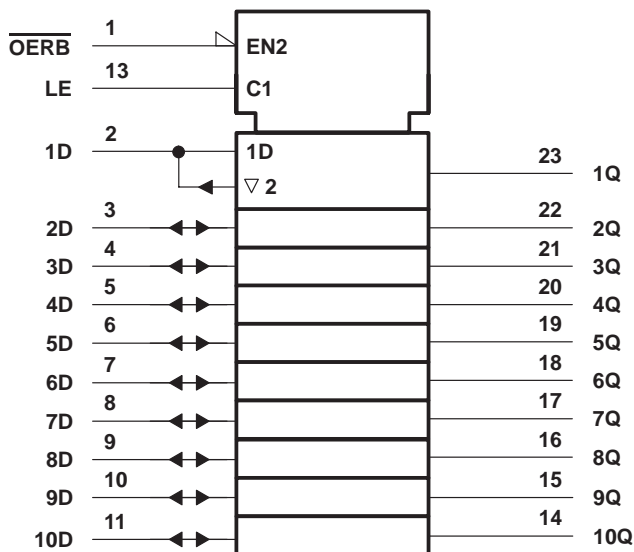 OERB 1 EN2
LE 13 C1
1D 2 1D 23 1Q
▽ 2
2D 3 22 2Q
3D 4 21 3Q
4D 5 20 4Q
5D 6 19 5Q
6D 7 18 6Q
7D 8 17 7Q
8D 9 16 8Q
9D 10 15 9Q
10D 11 14 10Q